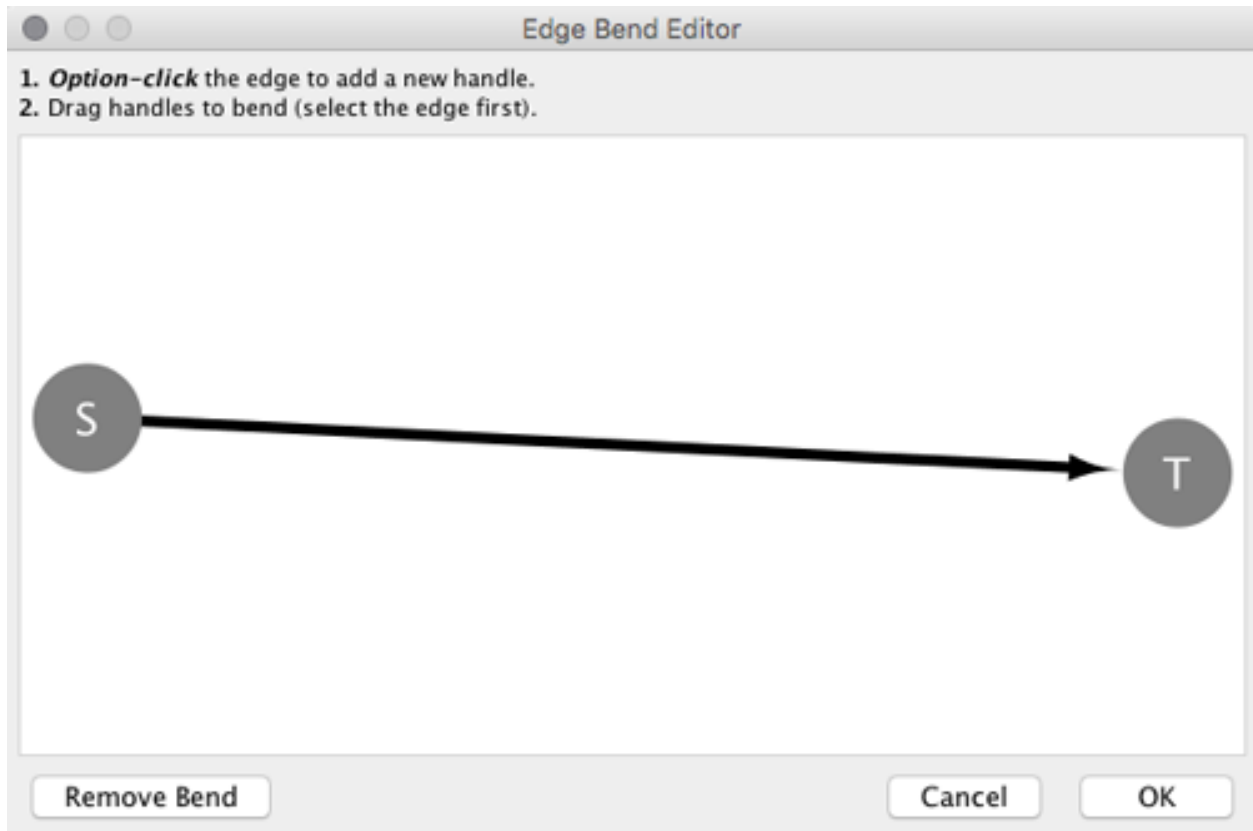 Edge Bend Editor
1. Option-click the edge to add a new handle.
2. Drag handles to bend (select the edge first).
S
T
Remove Bend
Cancel
OK